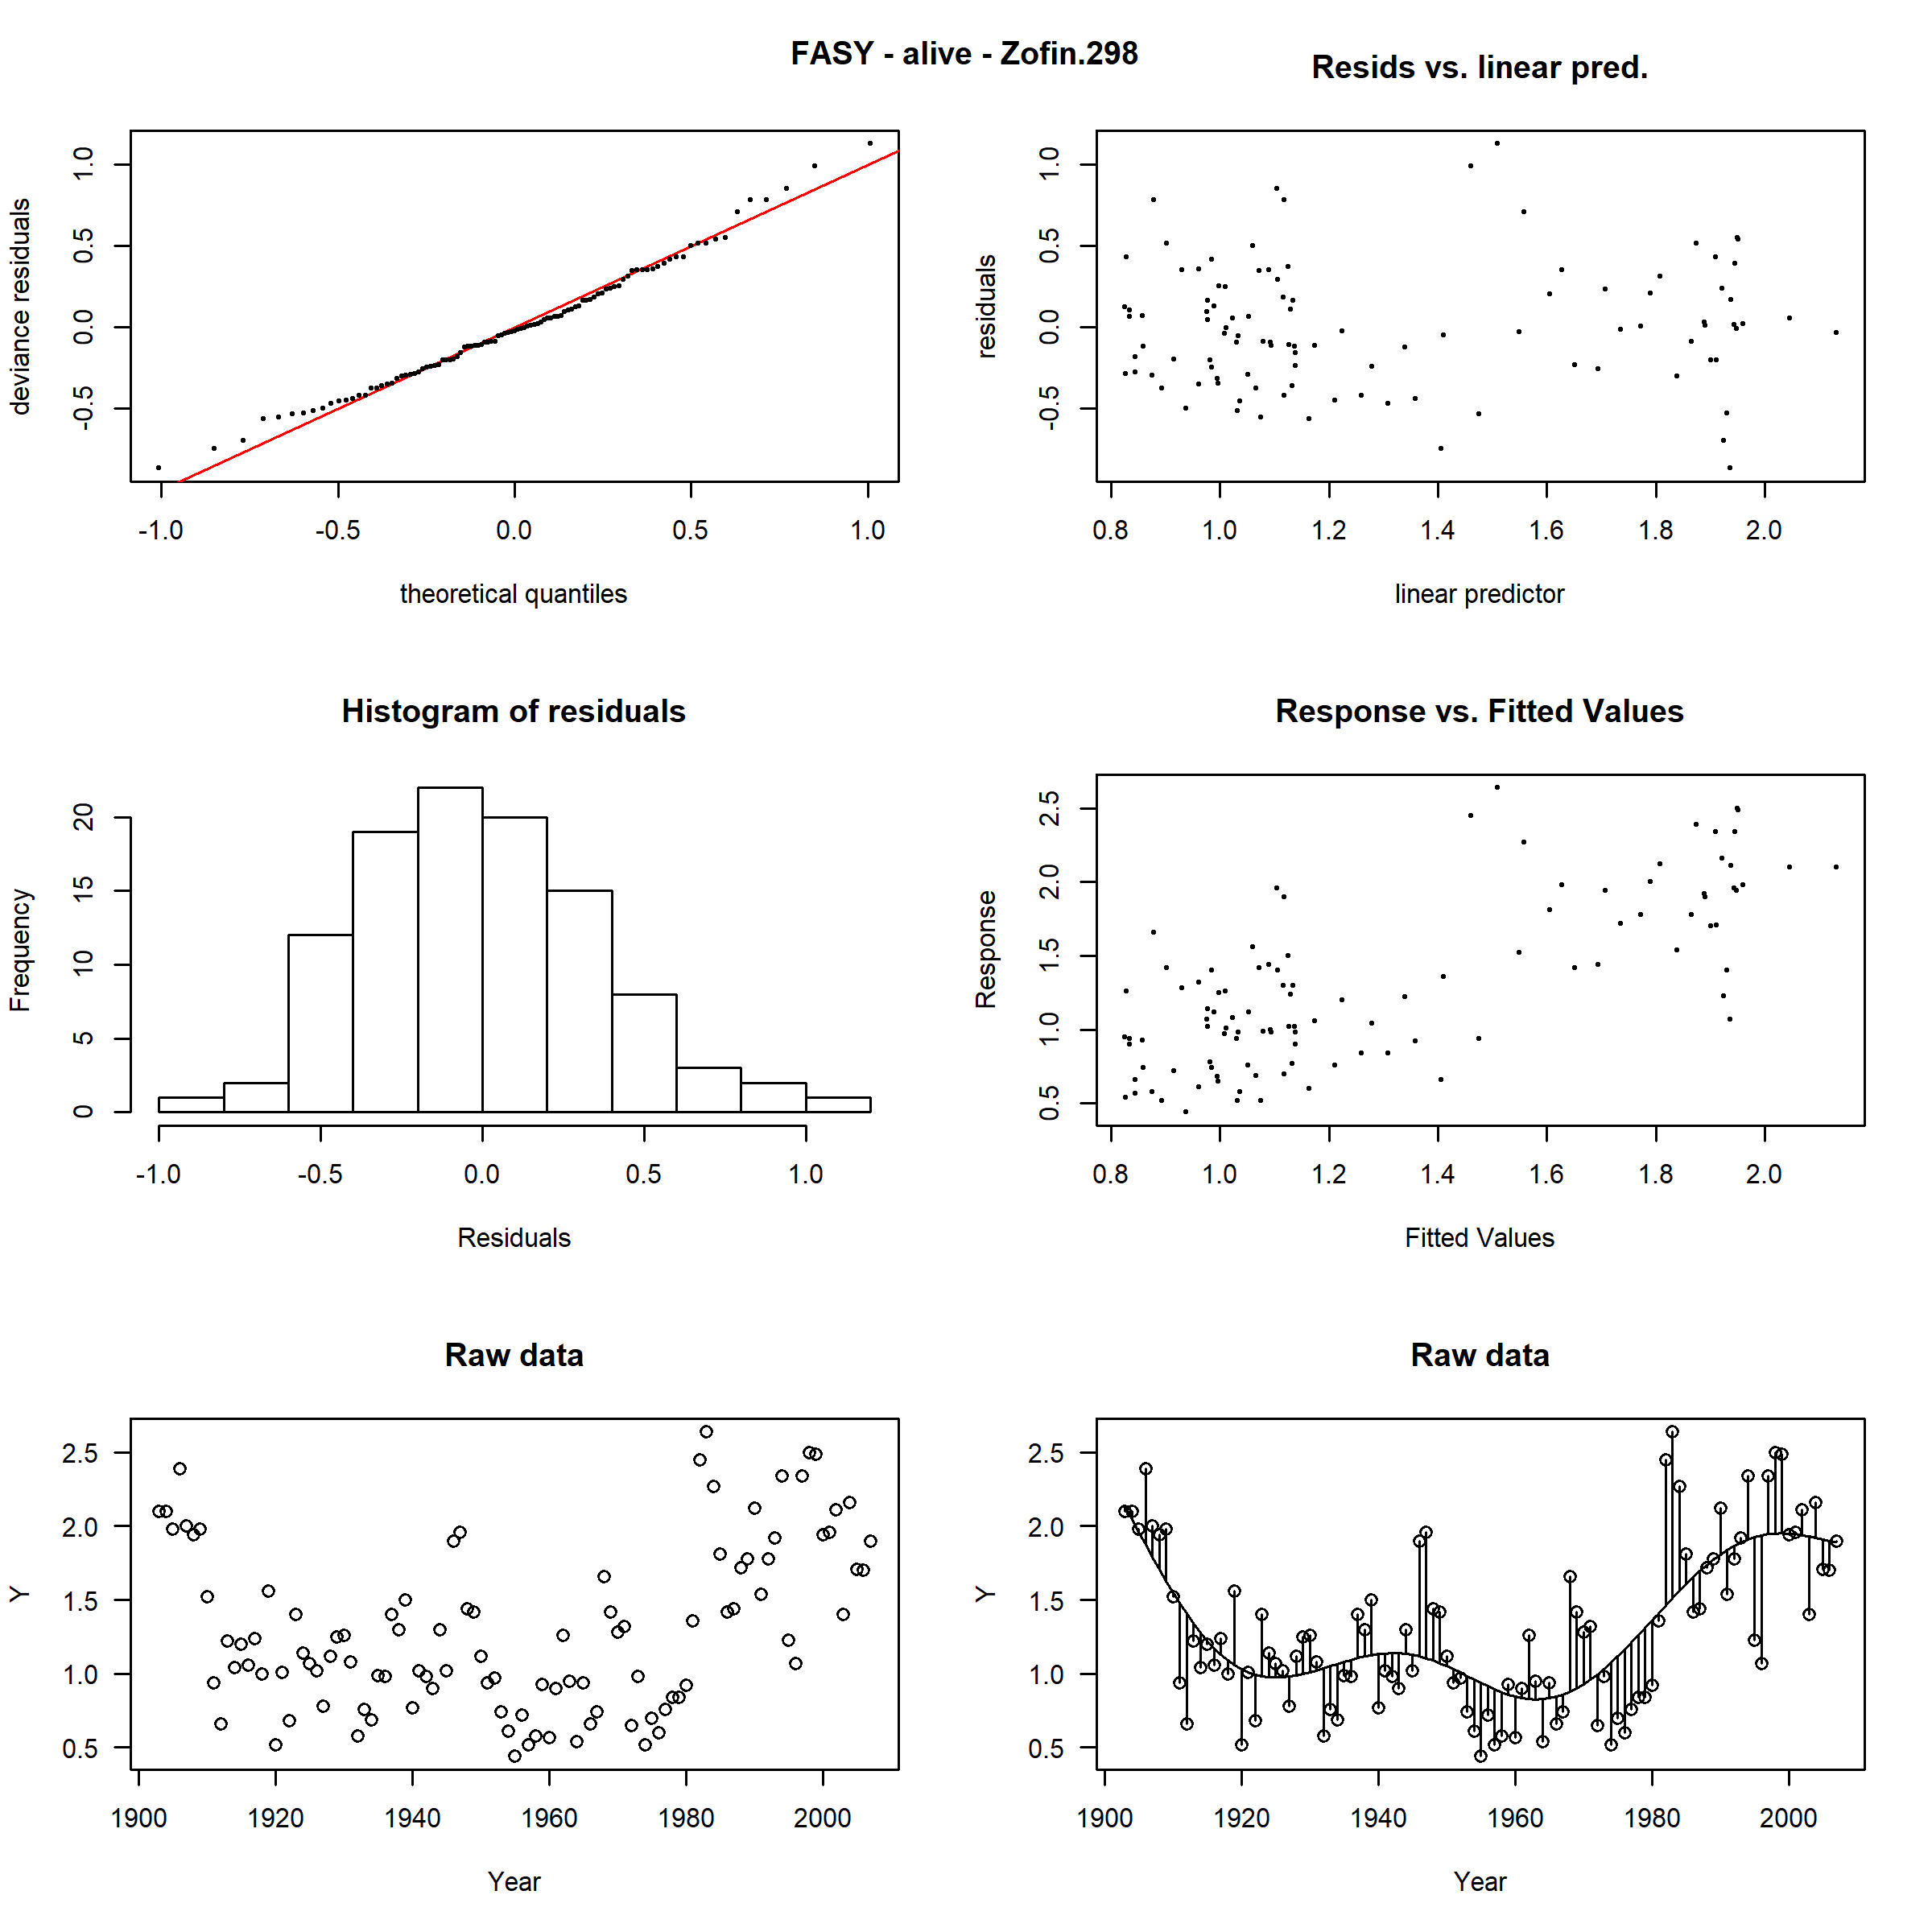 FASY - alive - Zofin.298
Resids vs. linear pred.
deviance residuals
1.0
0.5
0.0
-0.5
-1.0 -0.5 0.0 0.5 1.0
theoretical quantiles
residuals
1.0
0.5
0.0
-0.5
0.8 1.0 1.2 1.4 1.6 1.8 2.0
linear predictor
Histogram of residuals
Frequency
20
15
10
5
0
-1.0 -0.5 0.0 0.5 1.0
Residuals
Response vs. Fitted Values
Response
2.5
2.0
1.5
1.0
0.5
0.8 1.0 1.2 1.4 1.6 1.8 2.0
Fitted Values
Raw data
Y
2.5
2.0
1.5
1.0
0.5
1900 1920 1940 1960 1980 2000
Year
Raw data
Y
2.5
2.0
1.5
1.0
0.5
1900 1920 1940 1960 1980 2000
Year